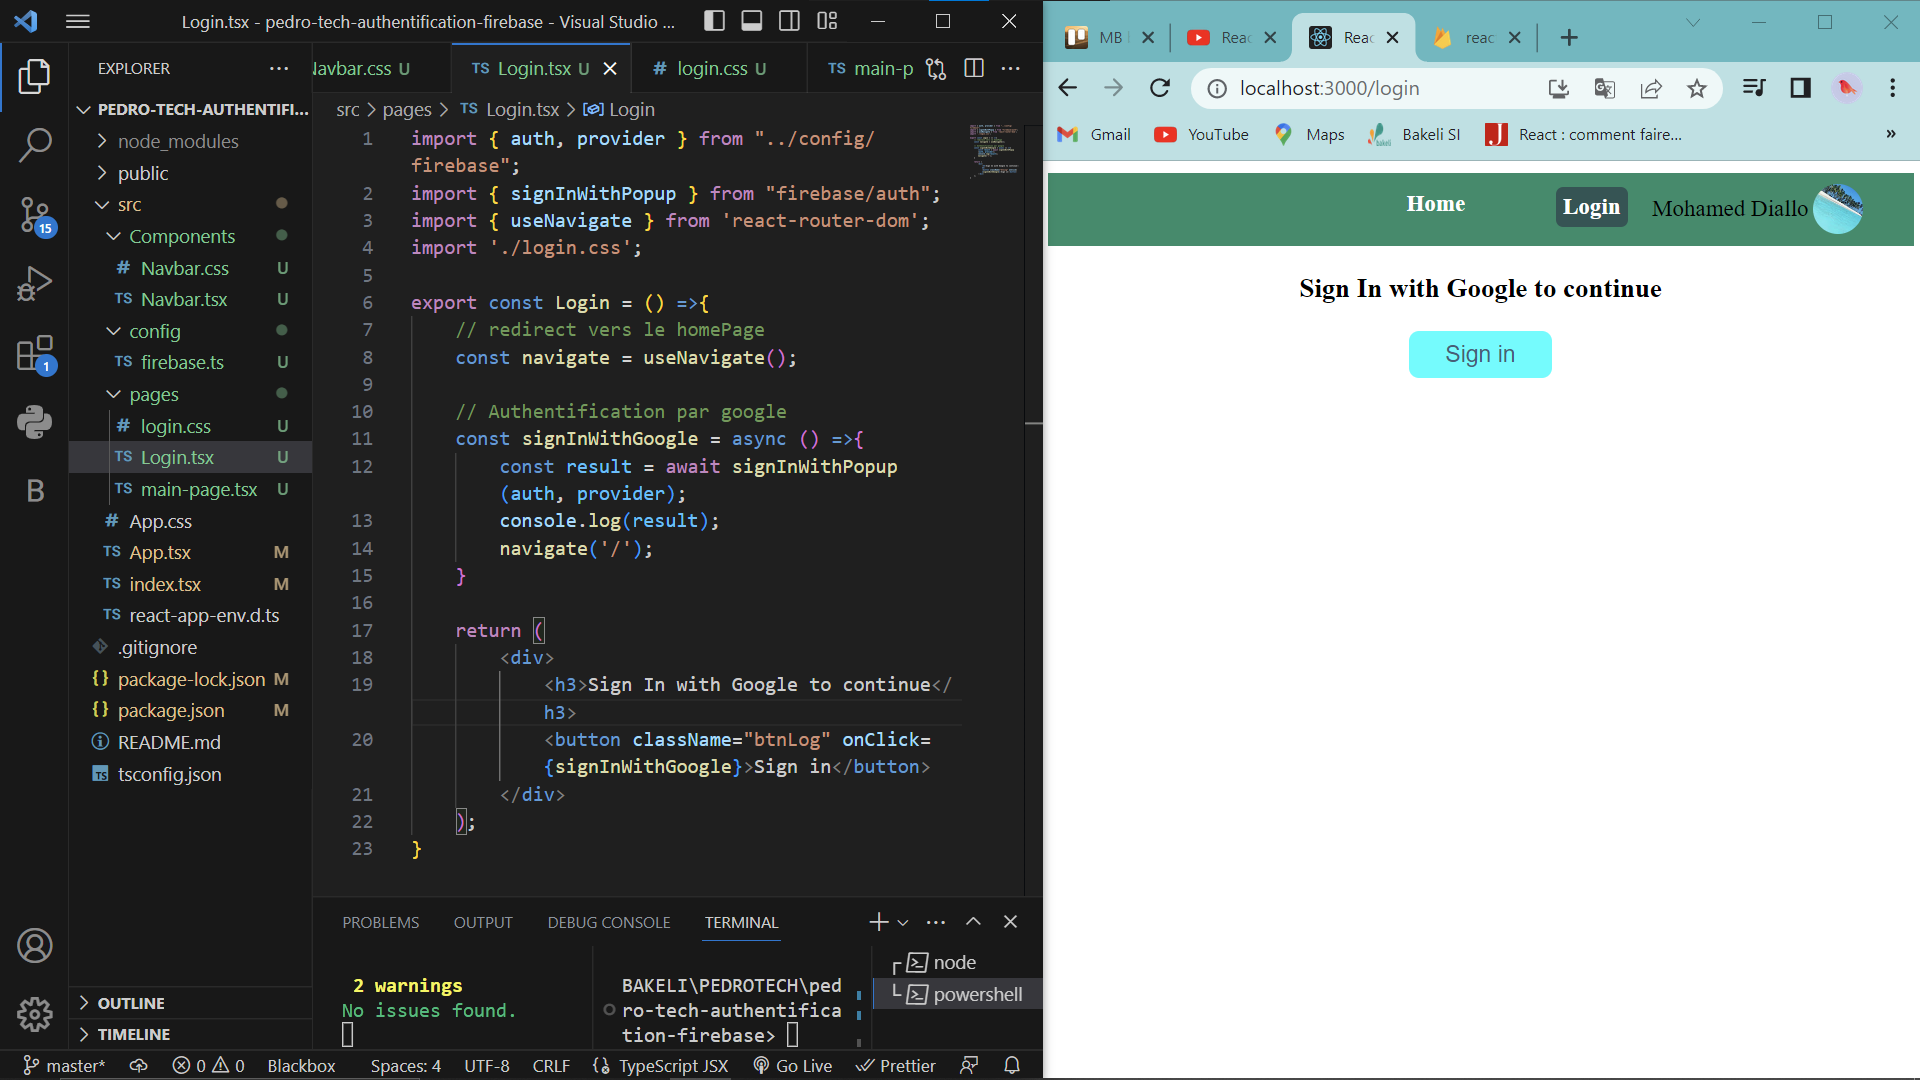 Login.tsx - pedro-tech-authentification-firebase - Visual Studio ...
EXPLORER
PEDRO-TECH-AUTHENTIFI...
node_modules
public
src
Components
# Navbar.css U
TS Navbar.tsx U
config
TS firebase.ts U
pages
# login.css U
TS Login.tsx U
TS main-page.tsx U
# App.css
TS App.tsx M
TS index.tsx M
TS react-app-env.d.ts
.gitignore
{} package-lock.json M
{} package.json M
README.md
TS tsconfig.json
OUTLINE
TIMELINE
15
1
B
Navbar.css U
TS Login.tsx U
# login.css U
TS main-p
src > pages > TS Login.tsx > Login
1 import { auth, provider } from "../config/
firebase";
2 import { signInWithPopup } from "firebase/auth";
3 import { useNavigate } from 'react-router-dom';
4 import './login.css';
5
6 export const Login = () =>{
7 // redirect vers le homePage
8 const navigate = useNavigate();
9
10 // Authentification par google
11 const signInWithGoogle = async () =>{
12 const result = await signInWithPopup
(auth, provider);
13 console.log(result);
14 navigate('/');
15 }
16
17 return (
18 <div>
19 <h3>Sign In with Google to continue</
h3>
20 <button className="btnLog" onClick=
{signInWithGoogle}>Sign in</button>
21 </div>
22 );
23 }
PROBLEMS OUTPUT DEBUG CONSOLE TERMINAL
2 warnings
No issues found.
BAKELI\PEDROTECH\ped
ro-tech-authentifica
tion-firebase>
node
powershell
master* 0 0 Blackbox Spaces: 4 UTF-8 CRLF TypeScript JSX Go Live Prettier
MB
Reac
Reac
reac
localhost:3000/login
Gmail YouTube Maps Bakeli SI React : comment faire... »
Home Login Mohamed Diallo
Sign In with Google to continue
Sign in